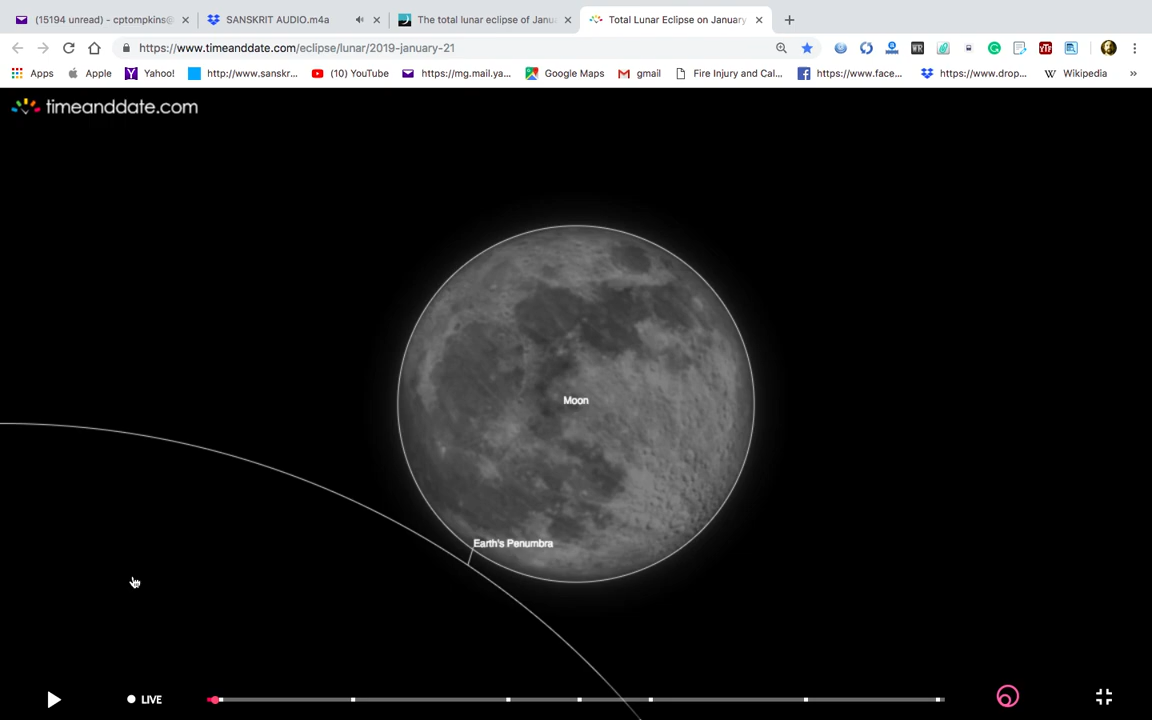 (15194 unread) - cptompkins@
SANSKRIT AUDIO.m4a
The total lunar eclipse of Janu
Total Lunar Eclipse on January
https://www.timeanddate.com/eclipse/lunar/2019-january-21
Apps
Apple
Yahoo!
http://www.sanskr...
(10) YouTube
https://mg.mail.ya...
Google Maps
gmail
Fire Injury and Cal...
https://www.face...
https://www.drop...
Wikipedia
timeanddate.com
Moon
Earth's Penumbra
LIVE